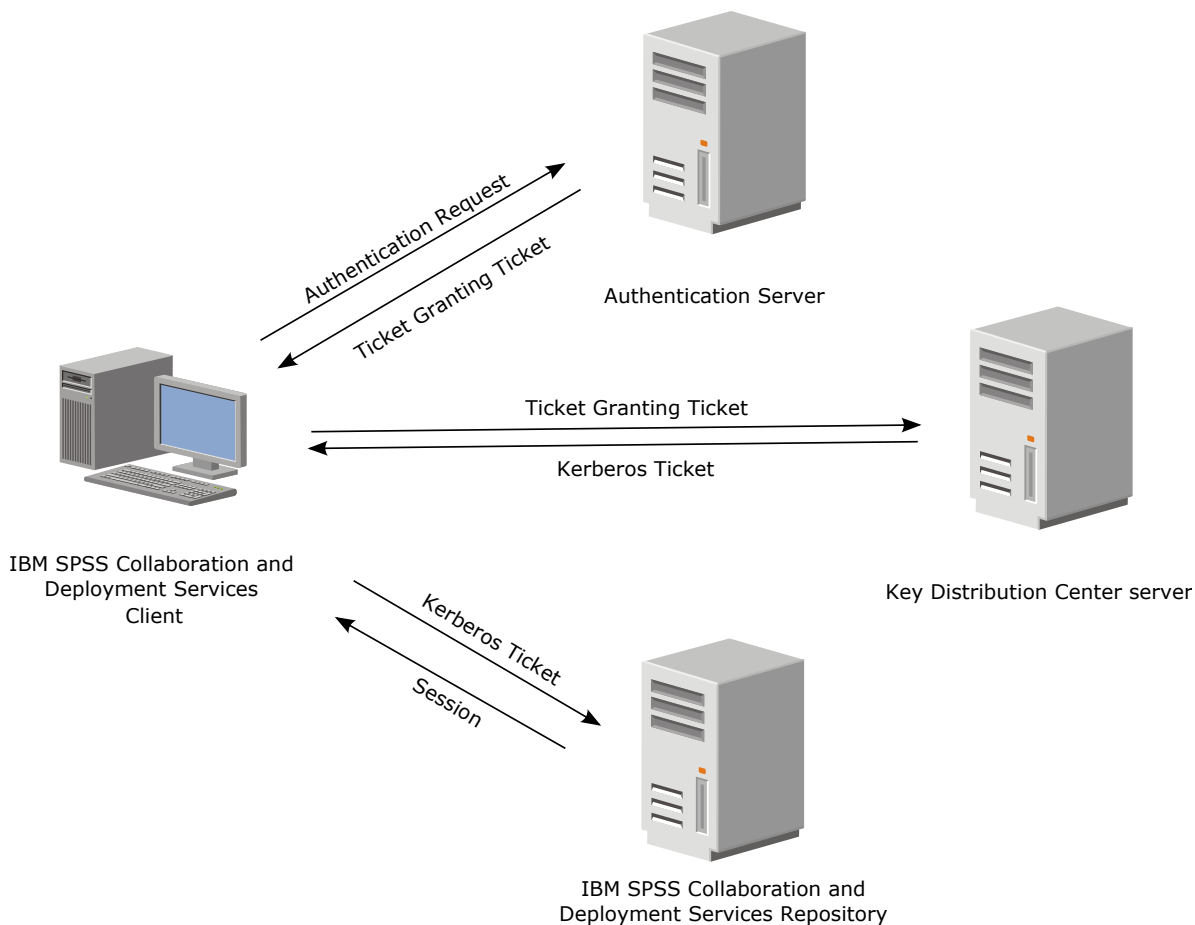 Authentication Request
Ticket Granting Ticket
Authentication Server
Ticket Granting Ticket
Kerberos Ticket
IBM SPSS Collaboration and
Deployment Services
Client
Key Distribution Center server
Kerberos Ticket
Session
IBM SPSS Collaboration and
Deployment Services Repository